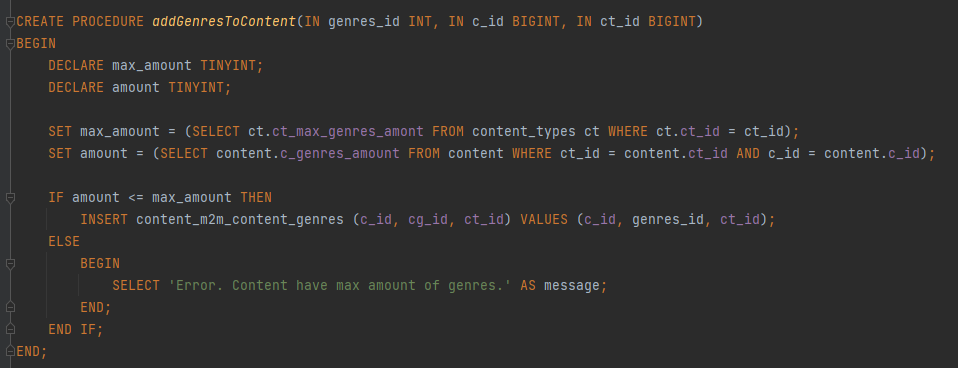 CREATE PROCEDURE addGenresToContent(IN genres_id INT, IN c_id BIGINT, IN ct_id BIGINT)
BEGIN
    DECLARE max_amount TINYINT;
    DECLARE amount TINYINT;
    SET max_amount = (SELECT ct.ct_max_genres_amont FROM content_types ct WHERE ct.ct_id = ct_id);
    SET amount = (SELECT content.c_genres_amount FROM content WHERE ct_id = content.ct_id AND c_id = content.c_id);
    IF amount <= max_amount THEN
        INSERT content_m2m_content_genres (c_id, cg_id, ct_id) VALUES (c_id, genres_id, ct_id);
    ELSE
        BEGIN
            SELECT 'Error. Content have max amount of genres.' AS message;
        END;
    END IF;
END;